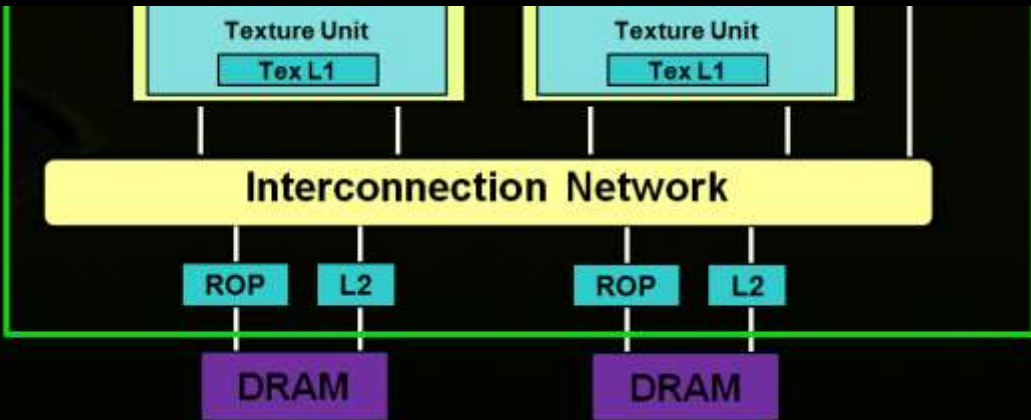 Texture Unit Texture Unit
Tex L1 Tex L1
Interconnection Network
ROP L2 ROP L2
DRAM DRAM